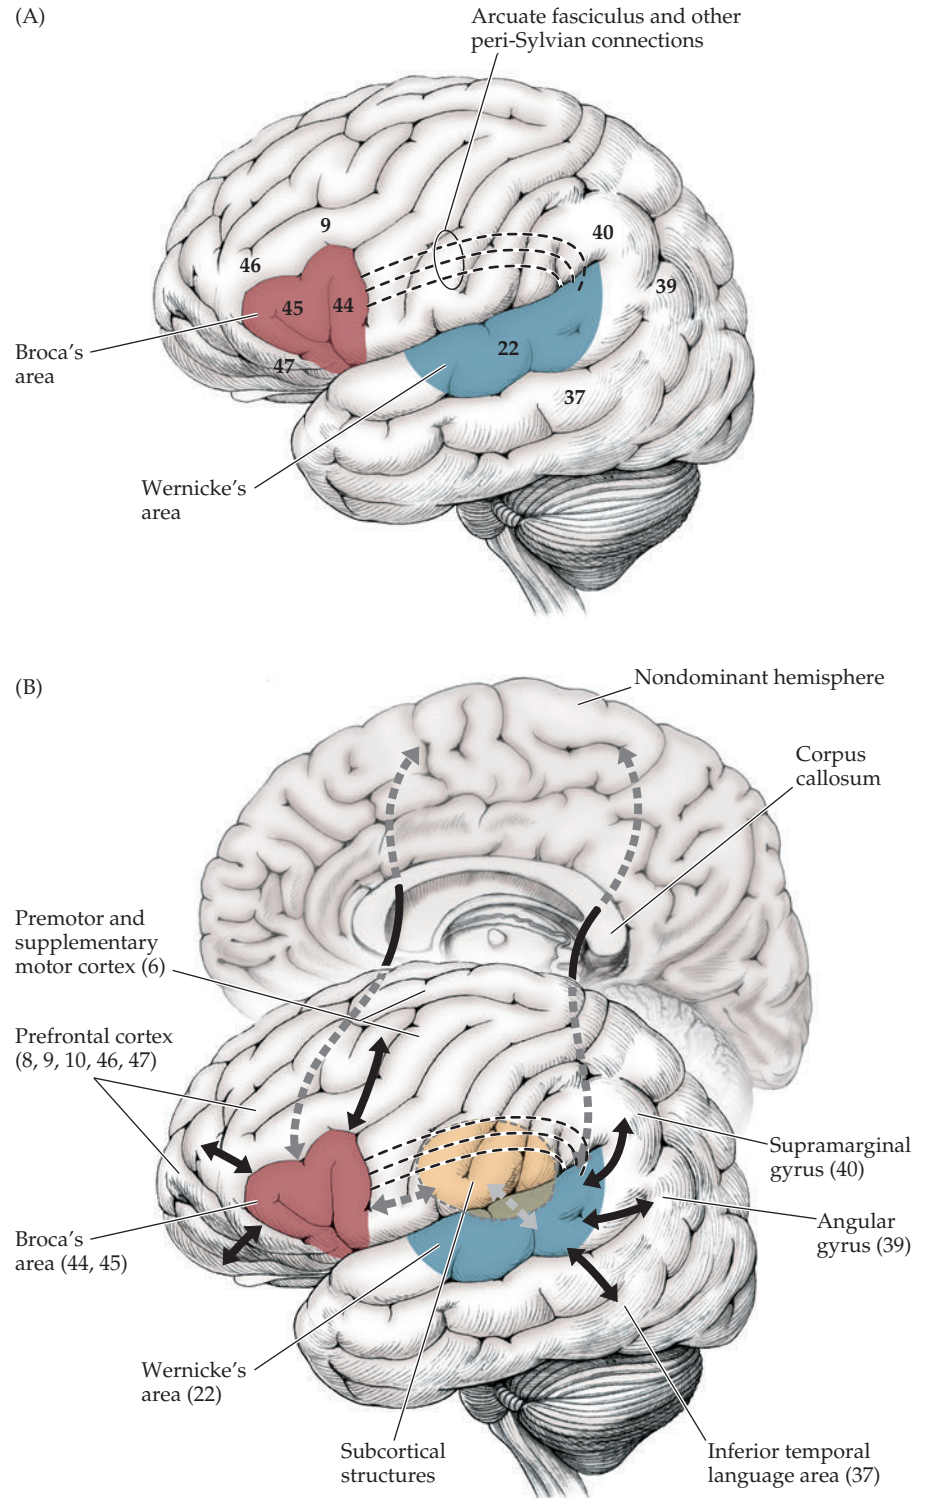 (A)
Arcuate fasciculus and other
peri-Sylvian connections
9
40
46
39
45
44
22
Broca’s
area
47
37
Wernicke’s
area
(B)
Nondominant hemisphere
Corpus
callosum
Premotor and
supplementary
motor cortex (6)
Prefrontal cortex
(8, 9, 10, 46, 47)
Supramarginal
gyrus (40)
Angular
gyrus (39)
Broca’s
area (44, 45)
Wernicke’s
area (22)
Subcortical
structures
Inferior temporal
language area (37)